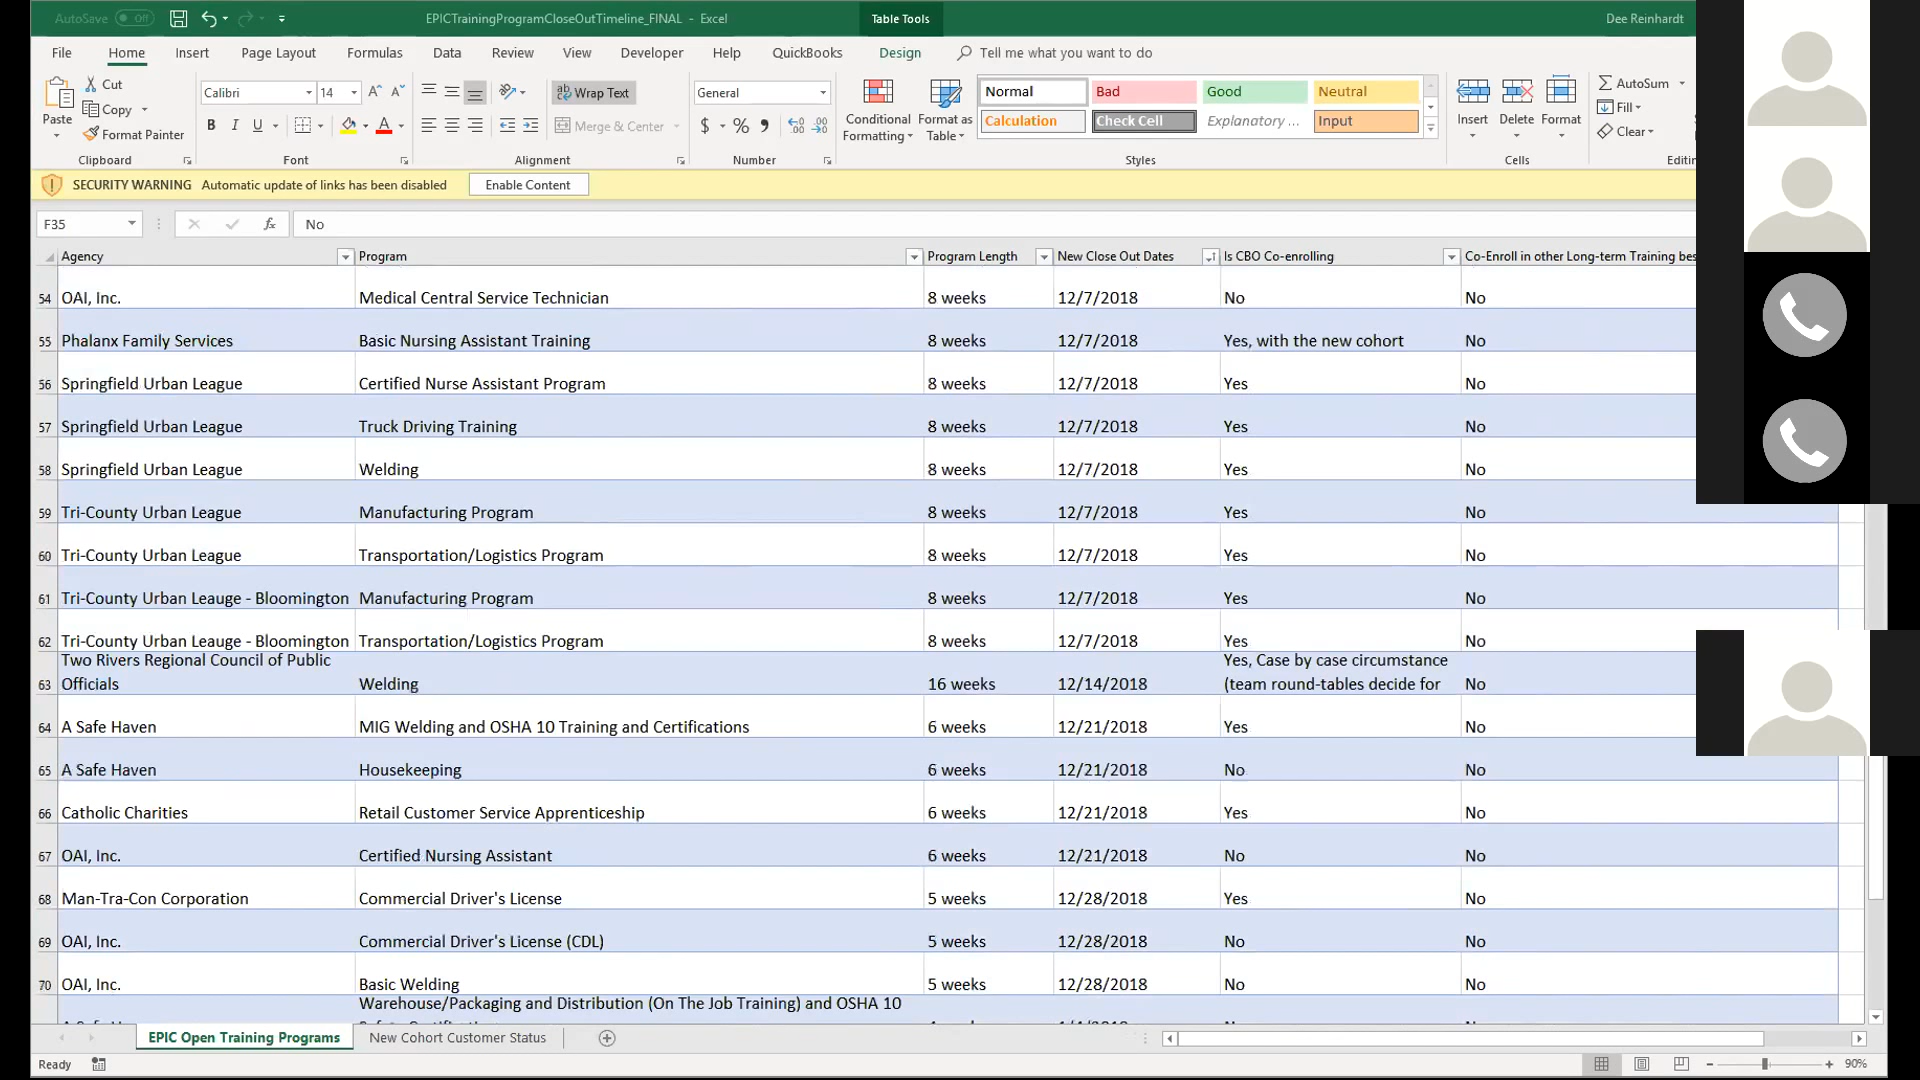 AutoSave Off EPICTrainingProgramCloseOutTimeline_FINAL - Excel Table Tools Dee Reinhardt
File Home Insert Page Layout Formulas Data Review View Developer Help QuickBooks Design Tell me what you want to do
Paste Cut Copy Format Painter Clipboard
Calibri 14 B I U A Font
ab Wrap Text Merge & Center Alignment
General $ % Number
Conditional Formatting Format as Table
Normal Bad Good Neutral
Calculation Check Cell Explanatory ... Input
Styles
Insert Delete Format Cells
AutoSum Fill Clear
SECURITY WARNING Automatic update of links has been disabled Enable Content
F35 fx No
Agency Program Program Length New Close Out Dates Is CBO Co-enrolling Co-Enroll in other Long-term Training bes
54 OAI, Inc. Medical Central Service Technician 8 weeks 12/7/2018 No No
55 Phalanx Family Services Basic Nursing Assistant Training 8 weeks 12/7/2018 Yes, with the new cohort No
56 Springfield Urban League Certified Nurse Assistant Program 8 weeks 12/7/2018 Yes No
57 Springfield Urban League Truck Driving Training 8 weeks 12/7/2018 Yes No
58 Springfield Urban League Welding 8 weeks 12/7/2018 Yes No
59 Tri-County Urban League Manufacturing Program 8 weeks 12/7/2018 Yes No
60 Tri-County Urban League Transportation/Logistics Program 8 weeks 12/7/2018 Yes No
61 Tri-County Urban Leauge - Bloomington Manufacturing Program 8 weeks 12/7/2018 Yes No
62 Tri-County Urban Leauge - Bloomington Transportation/Logistics Program 8 weeks 12/7/2018 Yes No
Two Rivers Regional Council of Public Yes, Case by case circumstance
63 Officials Welding 16 weeks 12/14/2018 (team round-tables decide for No
64 A Safe Haven MIG Welding and OSHA 10 Training and Certifications 6 weeks 12/21/2018 Yes No
65 A Safe Haven Housekeeping 6 weeks 12/21/2018 No No
66 Catholic Charities Retail Customer Service Apprenticeship 6 weeks 12/21/2018 Yes No
67 OAI, Inc. Certified Nursing Assistant 6 weeks 12/21/2018 No No
68 Man-Tra-Con Corporation Commercial Driver's License 5 weeks 12/28/2018 Yes No
69 OAI, Inc. Commercial Driver's License (CDL) 5 weeks 12/28/2018 No No
70 OAI, Inc. Basic Welding 5 weeks 12/28/2018 No No
Warehouse/Packaging and Distribution (On The Job Training) and OSHA 10
EPIC Open Training Programs New Cohort Customer Status
Ready 90%